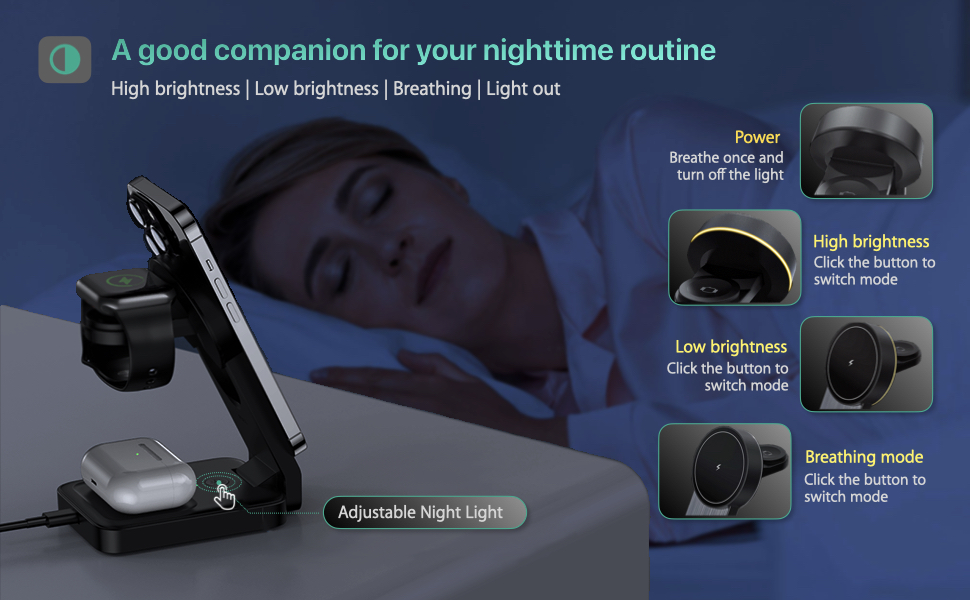 A good companion for your nighttime routine
High brightness | Low brightness | Breathing | Light out
Power
Breathe once and
turn off the light
High brightness
Click the button to
switch mode
Low brightness
Click the button to
switch mode
Breathing mode
Click the button to
switch mode
Adjustable Night Light